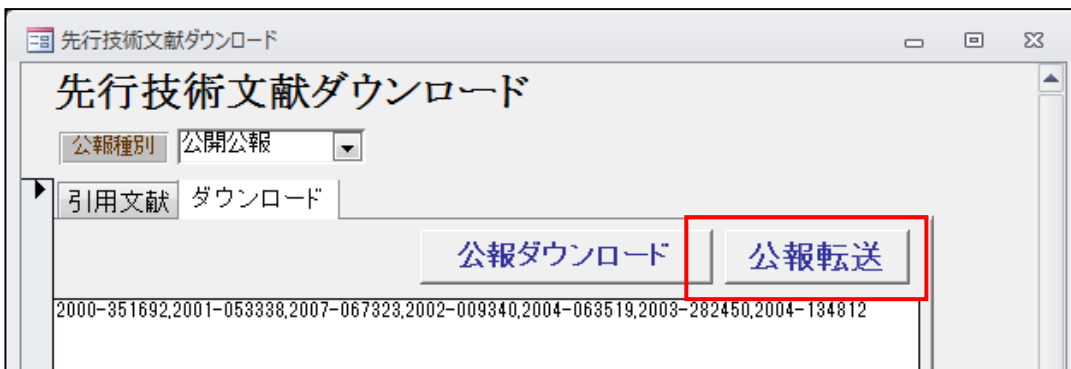 先行技術文献ダウンロード
先行技術文献ダウンロード
公報種別 公開公報
引用文献 ダウンロード
公報ダウンロード 公報転送
2000-351692,2001-053338,2007-067323,2002-009340,2004-063519,2003-282450,2004-134812